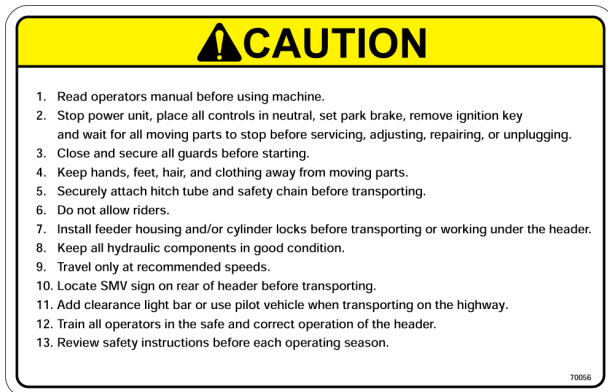 CAUTION
1. Read operators manual before using machine.
2. Stop power unit, place all controls in neutral, set park brake, remove ignition key
and wait for all moving parts to stop before servicing, adjusting, repairing, or unplugging.
3. Close and secure all guards before starting.
4. Keep hands, feet, hair, and clothing away from moving parts.
5. Securely attach hitch tube and safety chain before transporting.
6. Do not allow riders.
7. Install feeder housing and/or cylinder locks before transporting or working under the header.
8. Keep all hydraulic components in good condition.
9. Travel only at recommended speeds.
10. Locate SMV sign on rear of header before transporting.
11. Add clearance light bar or use pilot vehicle when transporting on the highway.
12. Train all operators in the safe and correct operation of the header.
13. Review safety instructions before each operating season.
70056